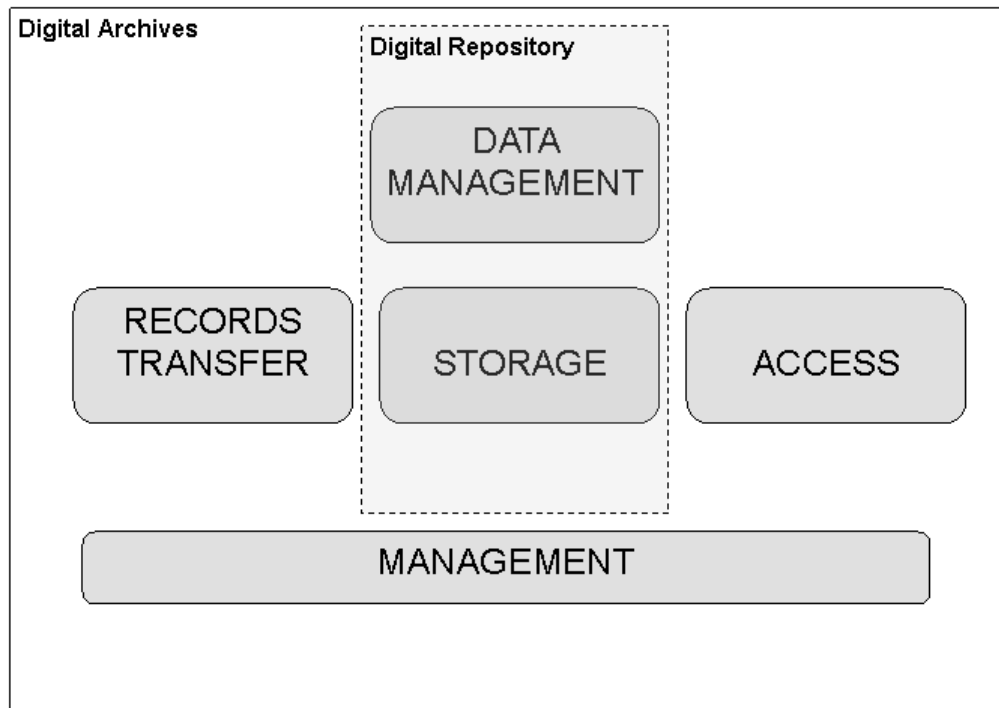 Digital Archives
Digital Repository
DATA
MANAGEMENT
RECORDS
TRANSFER
STORAGE
ACCESS
MANAGEMENT